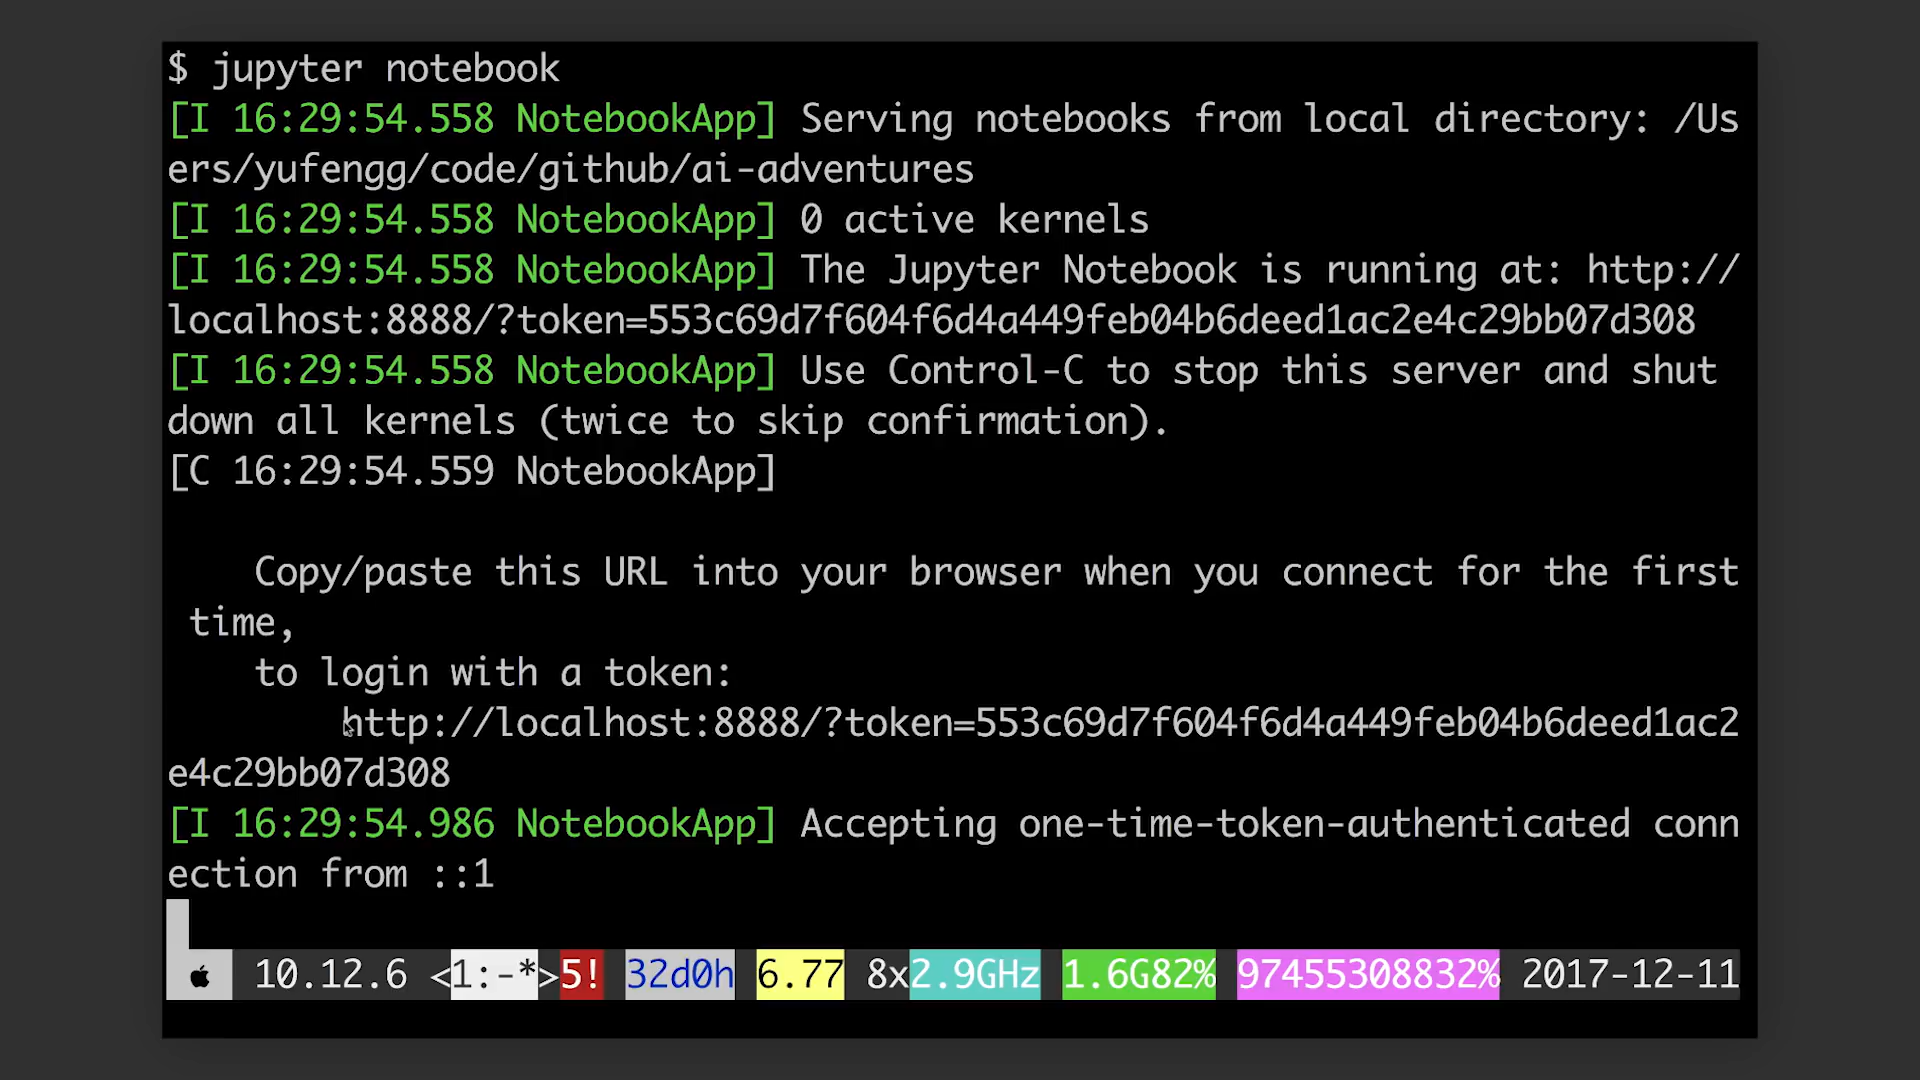 $ jupyter notebook
[I 16:29:54.558 NotebookApp] Serving notebooks from local directory: /Us
ers/yufengg/code/github/ai-adventures
[I 16:29:54.558 NotebookApp] 0 active kernels
[I 16:29:54.558 NotebookApp] The Jupyter Notebook is running at: http://
localhost:8888/?token=553c69d7f604f6d4a449feb04b6deed1ac2e4c29bb07d308
[I 16:29:54.558 NotebookApp] Use Control-C to stop this server and shut
down all kernels (twice to skip confirmation).
[C 16:29:54.559 NotebookApp]
Copy/paste this URL into your browser when you connect for the first
time,
to login with a token:
http://localhost:8888/?token=553c69d7f604f6d4a449feb04b6deed1ac2
e4c29bb07d308
[I 16:29:54.986 NotebookApp] Accepting one-time-token-authenticated conn
ection from ::1
10.12.6 <1:-*>5! 32d0h 6.77 8x2.9GHz 1.6G82% 97455308832% 2017-12-11